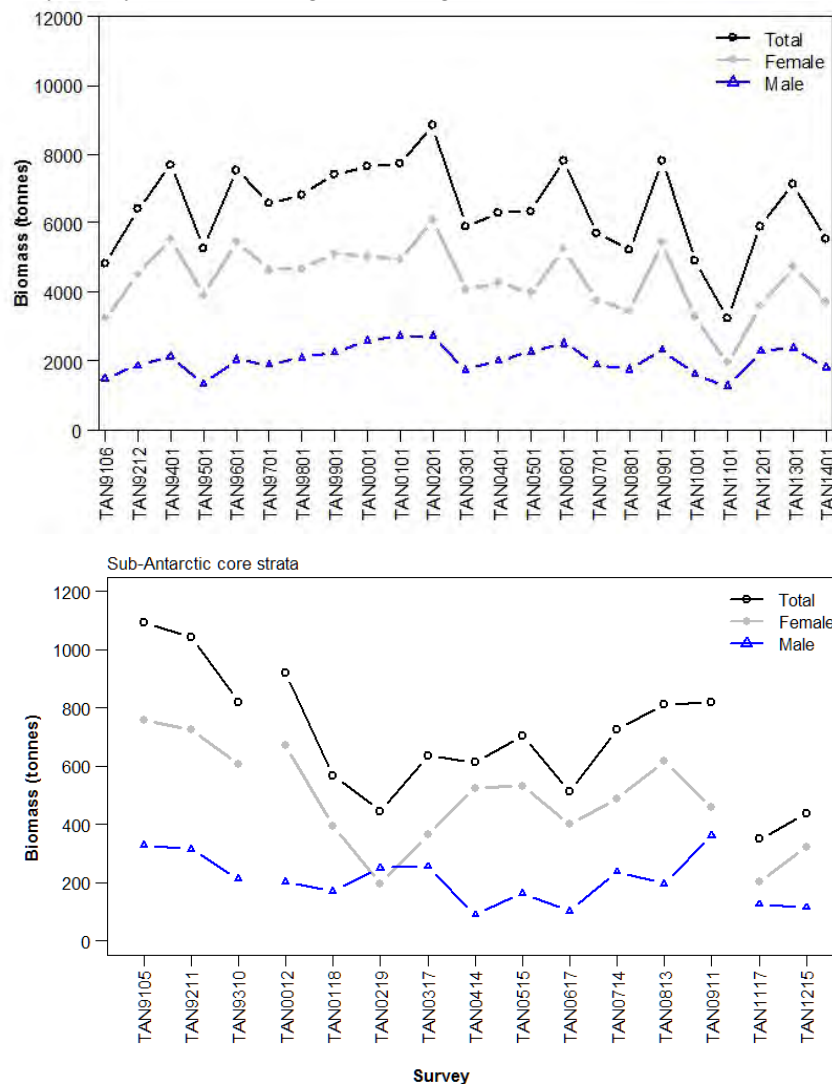 12000
10000
8000
6000
4000
2000
0
Biomass (tonnes)
Total
Female
Male
TAN9106
TAN9212
TAN9401
TAN9501
TAN9601
TAN9701
TAN9801
TAN9901
TAN0001
TAN0101
TAN0201
TAN0301
TAN0401
TAN0501
TAN0601
TAN0701
TAN0801
TAN0901
TAN1001
TAN1101
TAN1201
TAN1301
TAN1401
Sub-Antarctic core strata
1200
1000
800
600
400
200
0
Biomass (tonnes)
Total
Female
Male
TAN9105
TAN9211
TAN9310
TAN0012
TAN0118
TAN0219
TAN0317
TAN0414
TAN0515
TAN0617
TAN0714
TAN0813
TAN0911
TAN1117
TAN1215
Survey